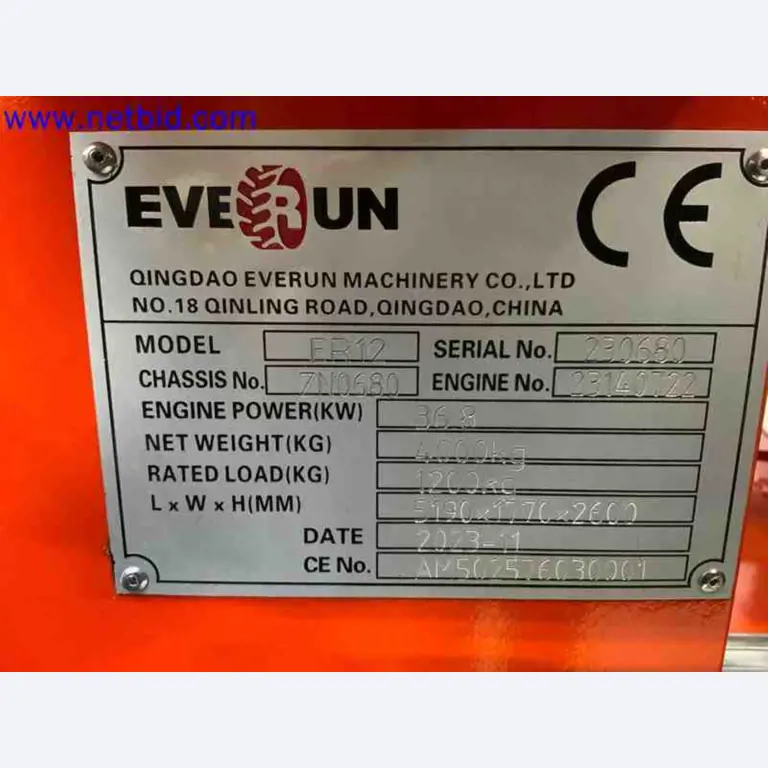 www.netbid.com
EVERUN
CE
QINGDAO EVERUN MACHINERY CO.,LTD
NO.18 QINLING ROAD,QINGDAO,CHINA
MODEL ER12 SERIAL No. 230680
CHASSIS No. ZN0680 ENGINE No. 23140722
ENGINE POWER(KW) 36.8
NET WEIGHT(KG) 4000kg
RATED LOAD(KG) 1200kg
L x W x H(MM) 5190x1770x2600
DATE 2023-11
CE No. AM502576030001